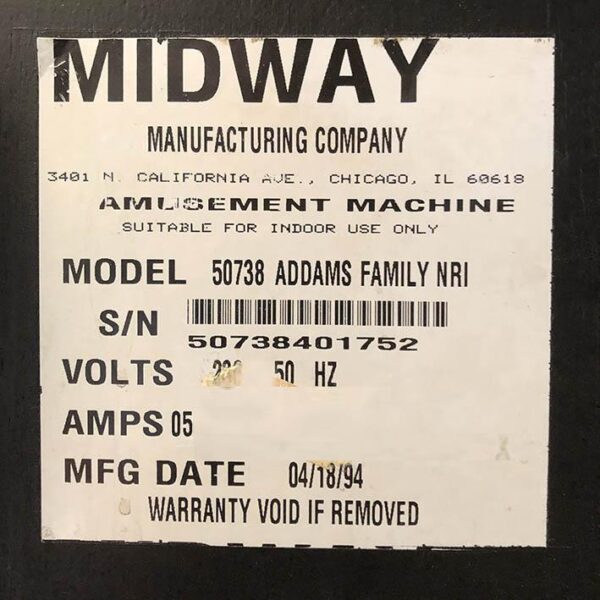 MIDWAY
MANUFACTURING COMPANY
3401 N. CALIFORNIA AVE., CHICAGO, IL 60618
AMUSEMENT MACHINE
SUITABLE FOR INDOOR USE ONLY
MODEL 50738 ADDAMS FAMILY NRI
S/N
50738401752
VOLTS 50 HZ
AMPS 05
MFG DATE 04/18/94
WARRANTY VOID IF REMOVED